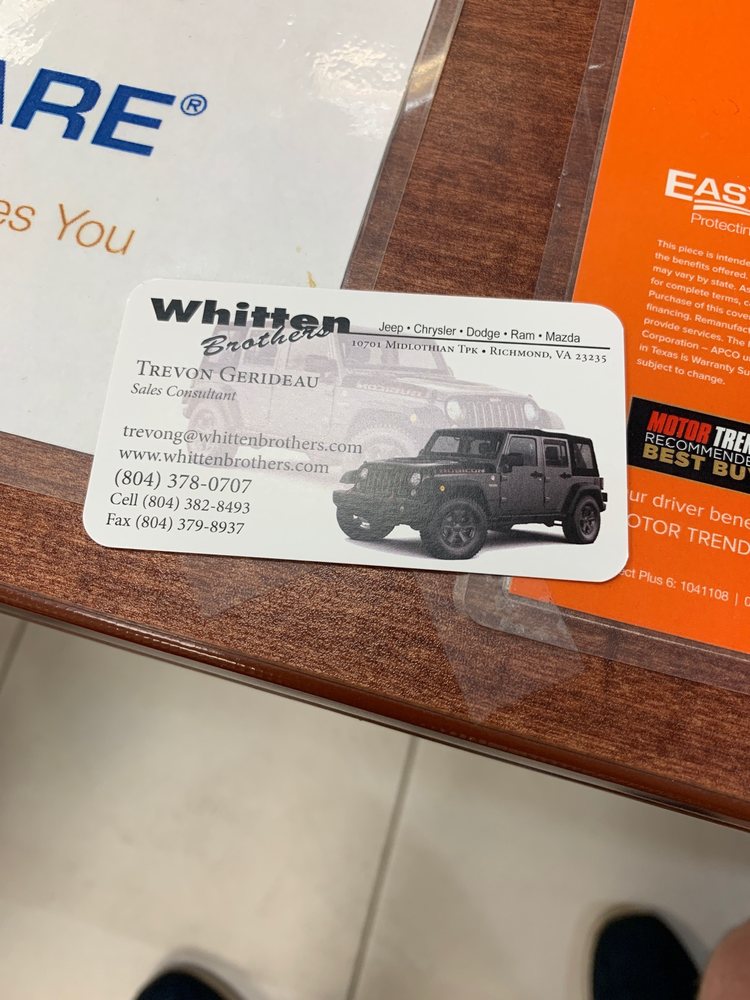 ARE®
es You
Whitten
Brothers
Jeep • Chrysler • Dodge • Ram • Mazda
10701 Midlothian Tpk • Richmond, VA 23235
Trevon Gerideau
Sales Consultant
trevong@whittenbrothers.com
www.whittenbrothers.com
(804) 378-0707
Cell (804) 382-8493
Fax (804) 379-8937
RUBICON
EAS
Protectin
This piece is intende
the benefits offered.
may vary by state. As
for complete terms, c
Purchase of this cove
financing. Remanufact
provide services. The
Corporation – APCO u
in Texas is Warranty Su
subject to change.
MOTOR TREN
RECOMMENDE
BEST BU
ur driver bene
OTOR TREND
ect Plus 6: 1041108 | 0